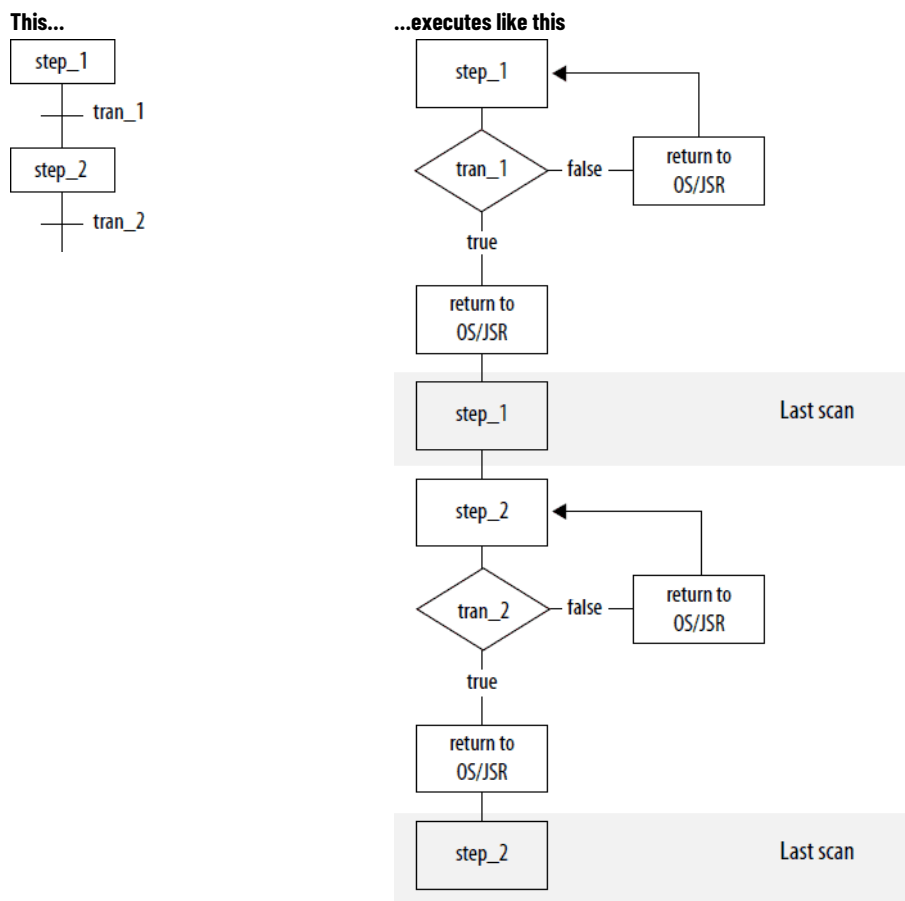 This...
step_1
tran_1
step_2
tran_2
...executes like this
step_1
tran_1
false
return to
OS/JSR
true
return to
OS/JSR
step_1
Last scan
step_2
tran_2
false
return to
OS/JSR
true
return to
OS/JSR
step_2
Last scan